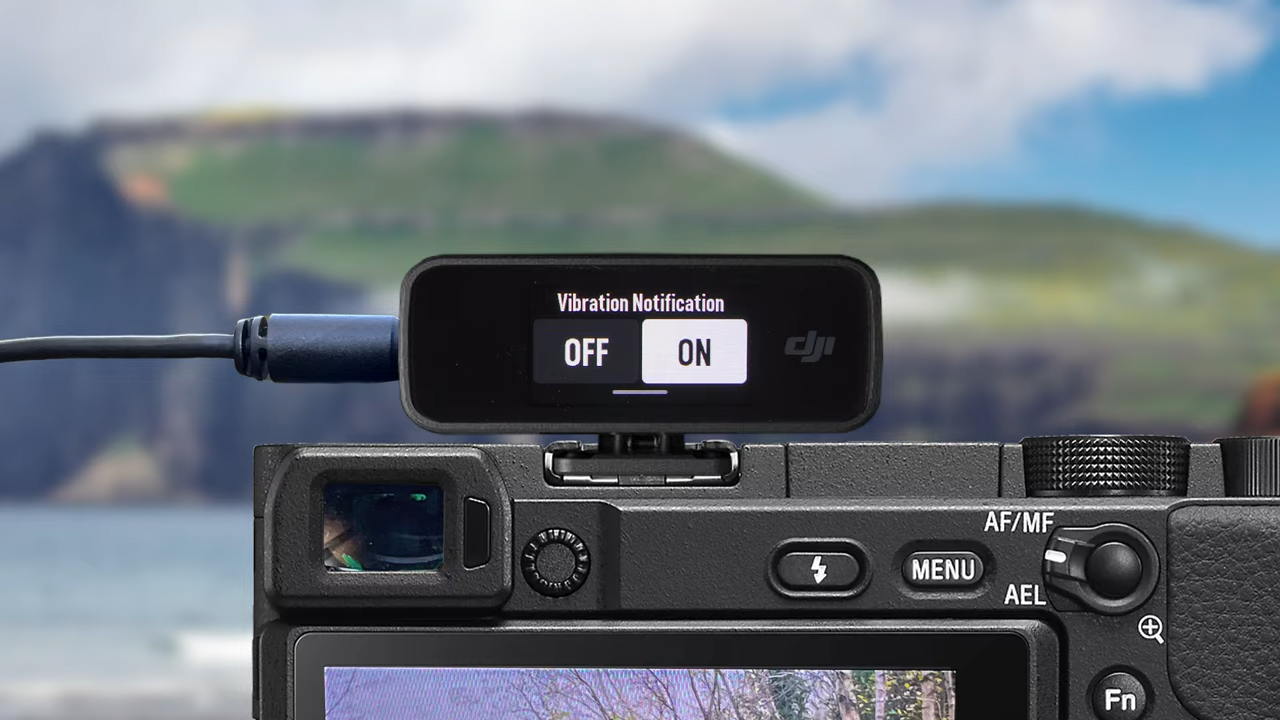 Vibration Notification
OFF ON
dji
AF/MF
MENU
AEL
Fn